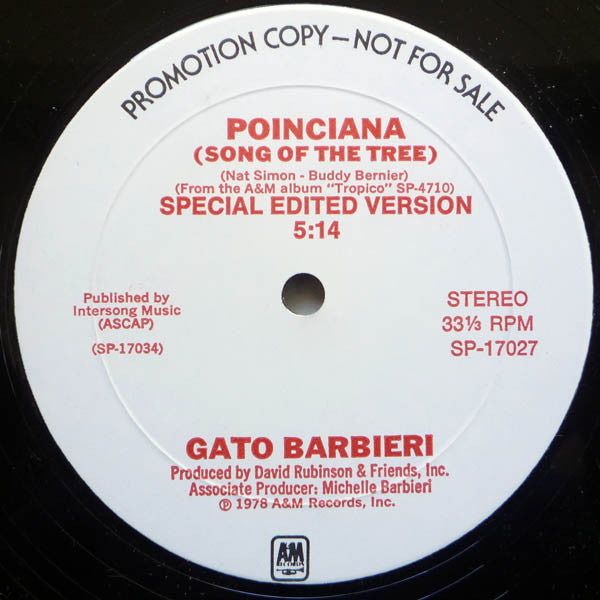 PROMOTION COPY – NOT FOR SALE
POINCIANA
(SONG OF THE TREE)
(Nat Simon - Buddy Bernier)
(From the A&M album "Tropico" SP-4710)
SPECIAL EDITED VERSION
5:14
Published by
Intersong Music
(ASCAP)
(SP-17034)
STEREO
33⅓ RPM
SP-17027
GATO BARBIERI
Produced by David Rubinson & Friends, Inc.
Associate Producer: Michelle Barbieri
℗ 1978 A&M Records, Inc.
A&M
RECORDS